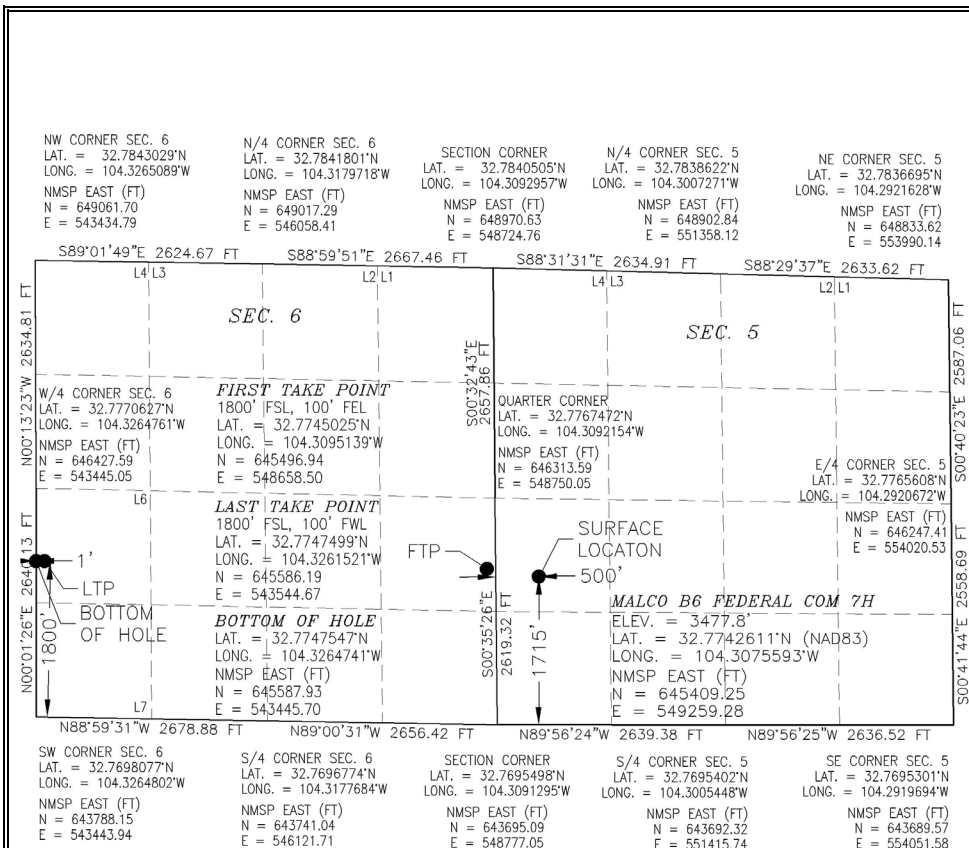 NW CORNER SEC. 6
LAT. = 32.7843029°N
LONG. = 104.3265089°W
NMSP EAST (FT)
N = 649061.70
E = 543434.79
N/4 CORNER SEC. 6
LAT. = 32.7841801°N
LONG. = 104.3179718°W
NMSP EAST (FT)
N = 649017.29
E = 546058.41
SECTION CORNER
LAT. = 32.7840505°N
LONG. = 104.3092957°W
NMSP EAST (FT)
N = 648970.63
E = 548724.76
N/4 CORNER SEC. 5
LAT. = 32.7838622°N
LONG. = 104.3007271°W
NMSP EAST (FT)
N = 648902.84
E = 551358.12
NE CORNER SEC. 5
LAT. = 32.7836695°N
LONG. = 104.2921628°W
NMSP EAST (FT)
N = 648833.62
E = 553990.14
S89°01'49"E 2624.67 FT
S88°59'51"E 2667.46 FT
S88°31'31"E 2634.91 FT
S88°29'37"E 2633.62 FT
L4 L3
L2 L1
L4 L3
L2 L1
SEC. 6
SEC. 5
N00°13'23"W 2634.81 FT
S00°32'43"E
2657.86 FT
S00°40'23"E 2587.06 FT
W/4 CORNER SEC. 6
LAT. = 32.7770627°N
LONG. = 104.3264761°W
NMSP EAST (FT)
N = 646427.59
E = 543445.05
FIRST TAKE POINT
1800' FSL, 100' FEL
LAT. = 32.7745025°N
LONG. = 104.3095139°W
N = 645496.94
E = 548658.50
QUARTER CORNER
LAT. = 32.7767472°N
LONG. = 104.3092154°W
NMSP EAST (FT)
N = 646313.59
E = 548750.05
E/4 CORNER SEC. 5
LAT. = 32.7765608°N
LONG. = 104.2920672°W
NMSP EAST (FT)
N = 646247.41
E = 554020.53
L6
LAST TAKE POINT
1800' FSL, 100' FWL
LAT. = 32.7747499°N
LONG. = 104.3261521°W
N = 645586.19
E = 543544.67
FTP
SURFACE
LOCATON
500'
1'
LTP
BOTTOM
OF HOLE
1800'
N00°01'26"E
FT
BOTTOM OF HOLE
LAT. = 32.7747547°N
LONG. = 104.3264741°W
NMSP EAST (FT)
N = 645587.93
E = 543445.70
S00°35'26"E
2619.32 FT
1715'
MALCO B6 FEDERAL COM 7H
ELEV. = 3477.8'
LAT. = 32.7742611°N (NAD83)
LONG. = 104.3075593°W
NMSP EAST (FT)
N = 645409.25
E = 549259.28
S00°41'44"E 2558.69 FT
L7
N88°59'31"W 2678.88 FT
N89°00'31"W 2656.42 FT
N89°56'24"W 2639.38 FT
N89°56'25"W 2636.52 FT
SW CORNER SEC. 6
LAT. = 32.7698077°N
LONG. = 104.3264802°W
NMSP EAST (FT)
N = 643788.15
E = 543443.94
S/4 CORNER SEC. 6
LAT. = 32.7696774°N
LONG. = 104.3177684°W
NMSP EAST (FT)
N = 643741.04
E = 546121.71
SECTION CORNER
LAT. = 32.7695498°N
LONG. = 104.3091295°W
NMSP EAST (FT)
N = 643695.09
E = 548777.05
S/4 CORNER SEC. 5
LAT. = 32.7695402°N
LONG. = 104.3005448°W
NMSP EAST (FT)
N = 643692.32
E = 551415.74
SE CORNER SEC. 5
LAT. = 32.7695301°N
LONG. = 104.2919694°W
NMSP EAST (FT)
N = 643689.57
E = 554051.58